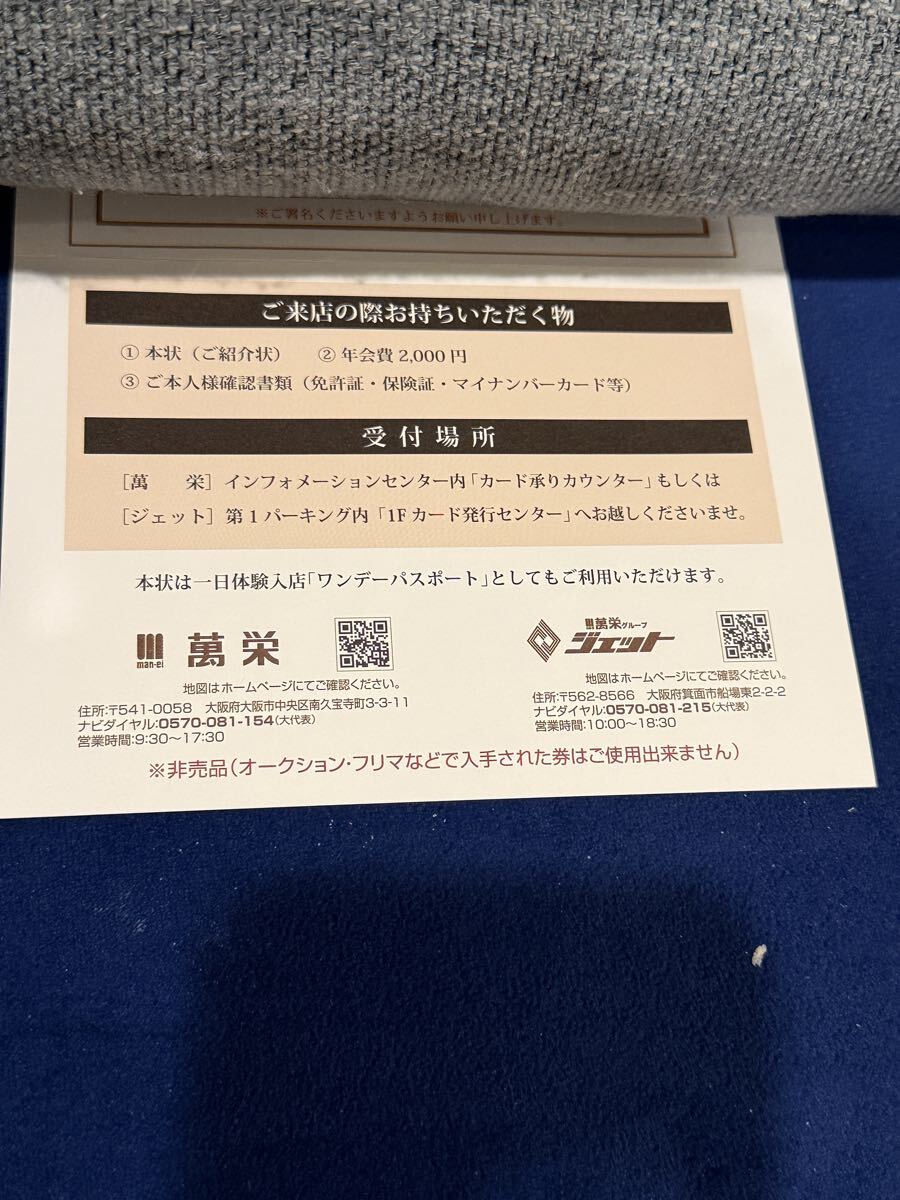 ※ご署名くださいますようお願い申し上げます。
ご来店の際お持ちいただく物
①本状（ご紹介状）　②年会費2,000円
③ご本人様確認書類（免許証・保険証・マイナンバーカード等）
受付場所
［萬　栄］インフォメーションセンター内「カード承りカウンター」もしくは
［ジェット］第1パーキング内「1Fカード発行センター」へお越しくださいませ。
本状は一日体験入店「ワンデーパスポート」としてもご利用いただけます。
man-ei 萬栄
地図はホームページにてご確認ください。
住所:〒541-0058　大阪府大阪市中央区南久宝寺町3-3-11
ナビダイヤル:0570-081-154(大代表)
営業時間:9:30〜17:30
萬栄グループ
ジェット
地図はホームページにてご確認ください。
住所:〒562-8566　大阪府箕面市船場東2-2-2
ナビダイヤル:0570-081-215(大代表)
営業時間:10:00〜18:30
※非売品（オークション・フリマなどで入手された券はご使用出来ません）